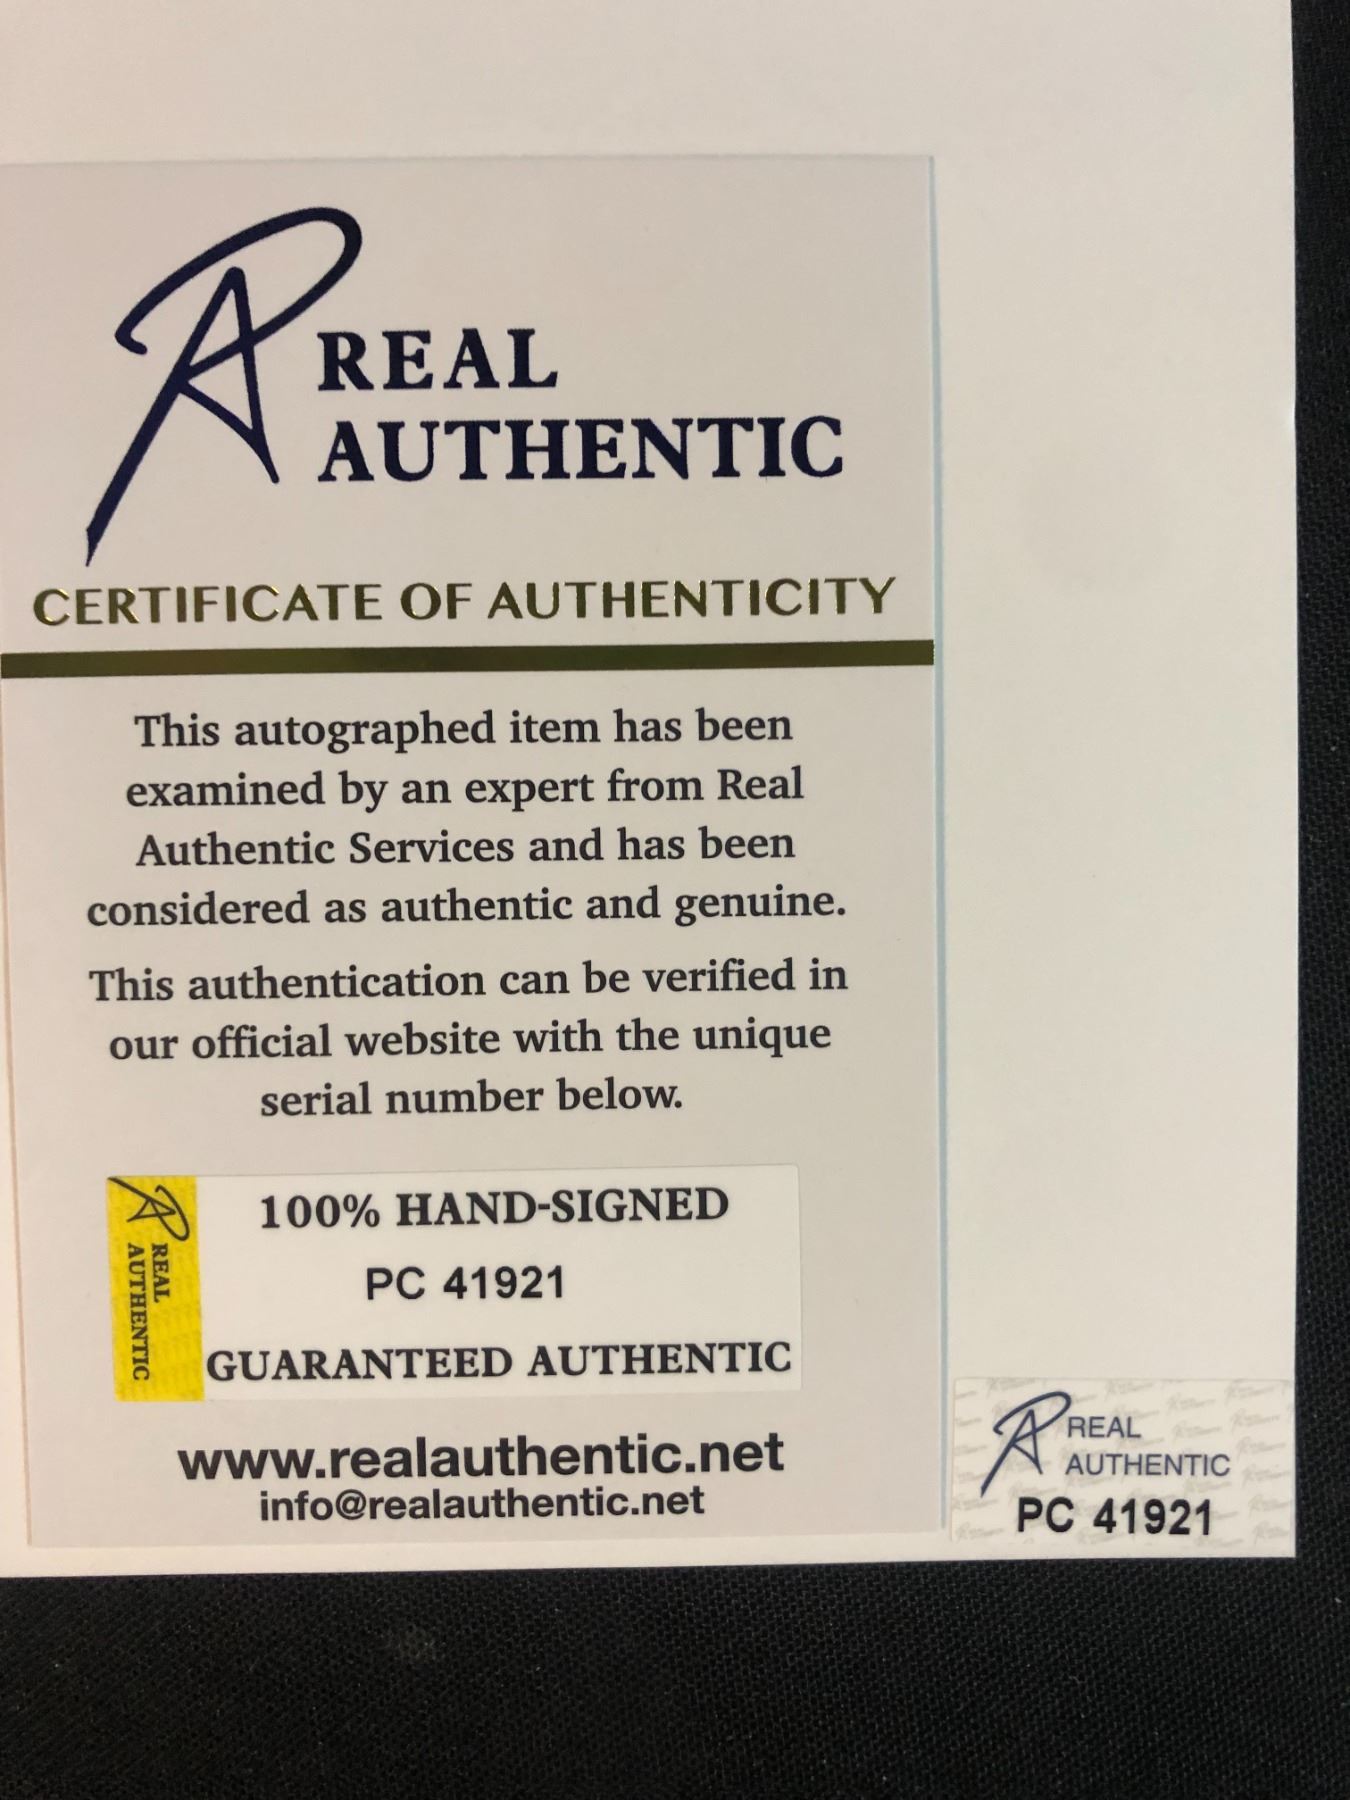 REAL
AUTHENTIC
CERTIFICATE OF AUTHENTICITY
This autographed item has been
examined by an expert from Real
Authentic Services and has been
considered as authentic and genuine.
This authentication can be verified in
our official website with the unique
serial number below.
REAL
AUTHENTIC
100% HAND-SIGNED
PC 41921
GUARANTEED AUTHENTIC
www.realauthentic.net
info@realauthentic.net
REAL
AUTHENTIC
PC 41921